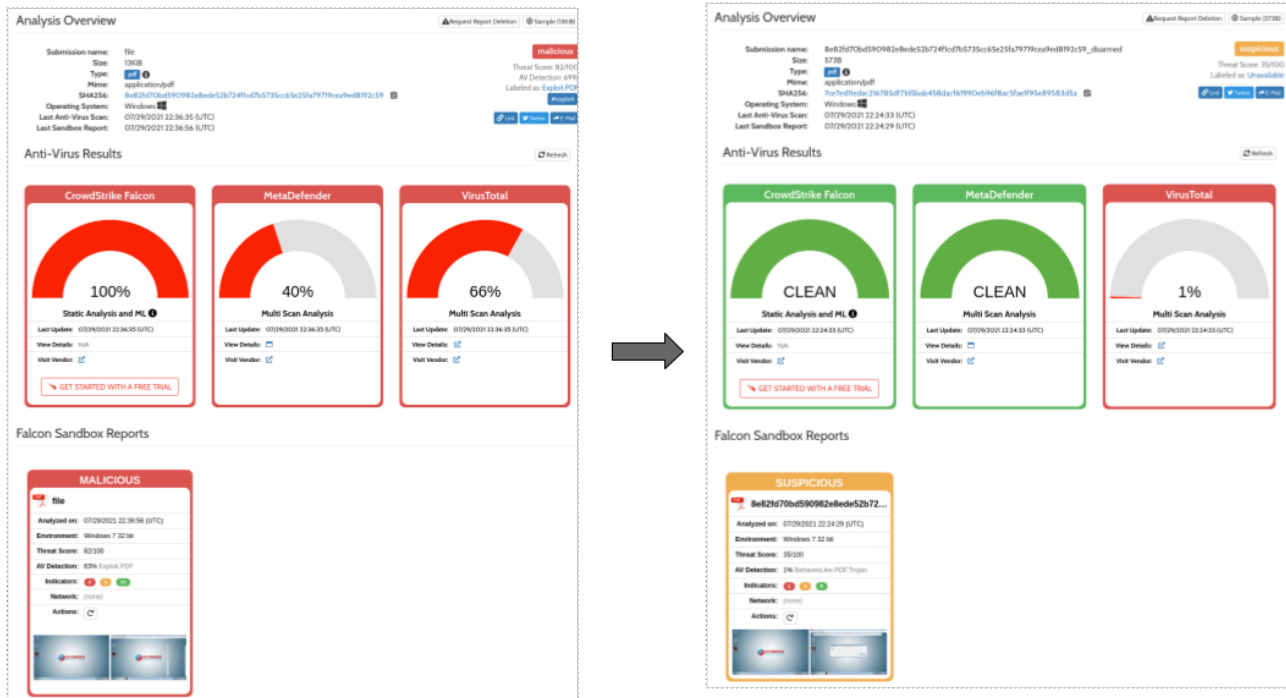 Analysis Overview
Request Report Deletion
Sample (13KiB)
Submission name: file
malicious
Size: 13KiB
Threat Score: 82/100
Type: pdf
AV Detection: 69%
Mime: application/pdf
Labeled as: Exploit.PDF
#exploit
Operating System: Windows
Link Twitter E-Mail
Last Anti-Virus Scan: 07/29/2021 22:36:35 (UTC)
Last Sandbox Report: 07/29/2021 22:36:56 (UTC)
Anti-Virus Results
Refresh
CrowdStrike Falcon
100%
Static Analysis and ML
Last Update: 07/29/2021 22:36:35 (UTC)
View Details: N/A
Visit Vendor:
GET STARTED WITH A FREE TRIAL
MetaDefender
40%
Multi Scan Analysis
Last Update: 07/29/2021 22:36:35 (UTC)
View Details:
Visit Vendor:
VirusTotal
66%
Multi Scan Analysis
Last Update: 07/29/2021 22:36:35 (UTC)
View Details:
Visit Vendor:
Falcon Sandbox Reports
MALICIOUS
file
Analyzed on: 07/29/2021 22:36:56 (UTC)
Environment: Windows 7 32 bit
Threat Score: 82/100
AV Detection: 63% Exploit.PDF
Indicators:
Network: (none)
Actions:
Analysis Overview
Request Report Deletion
Sample (573B)
Submission name:
suspicious
Size: 573B
Threat Score: 35/100
Type: pdf
Labeled as: Unavailable
Mime: application/pdf
Link Twitter E-Mail
SHA256:
Operating System: Windows
Last Anti-Virus Scan: 07/29/2021 22:24:33 (UTC)
Last Sandbox Report: 07/29/2021 22:24:29 (UTC)
Anti-Virus Results
Refresh
CrowdStrike Falcon
CLEAN
Static Analysis and ML
Last Update: 07/29/2021 22:24:33 (UTC)
View Details: N/A
Visit Vendor:
GET STARTED WITH A FREE TRIAL
MetaDefender
CLEAN
Multi Scan Analysis
Last Update: 07/29/2021 22:24:33 (UTC)
View Details:
Visit Vendor:
VirusTotal
1%
Multi Scan Analysis
Last Update: 07/29/2021 22:24:33 (UTC)
View Details:
Visit Vendor:
Falcon Sandbox Reports
SUSPICIOUS
8e82fd70bd590982e8ede52b72...
Analyzed on: 07/29/2021 22:24:29 (UTC)
Environment: Windows 7 32 bit
Threat Score: 35/100
AV Detection: 1% BehavesLike.PDF.Trojan
Indicators:
Network: (none)
Actions: